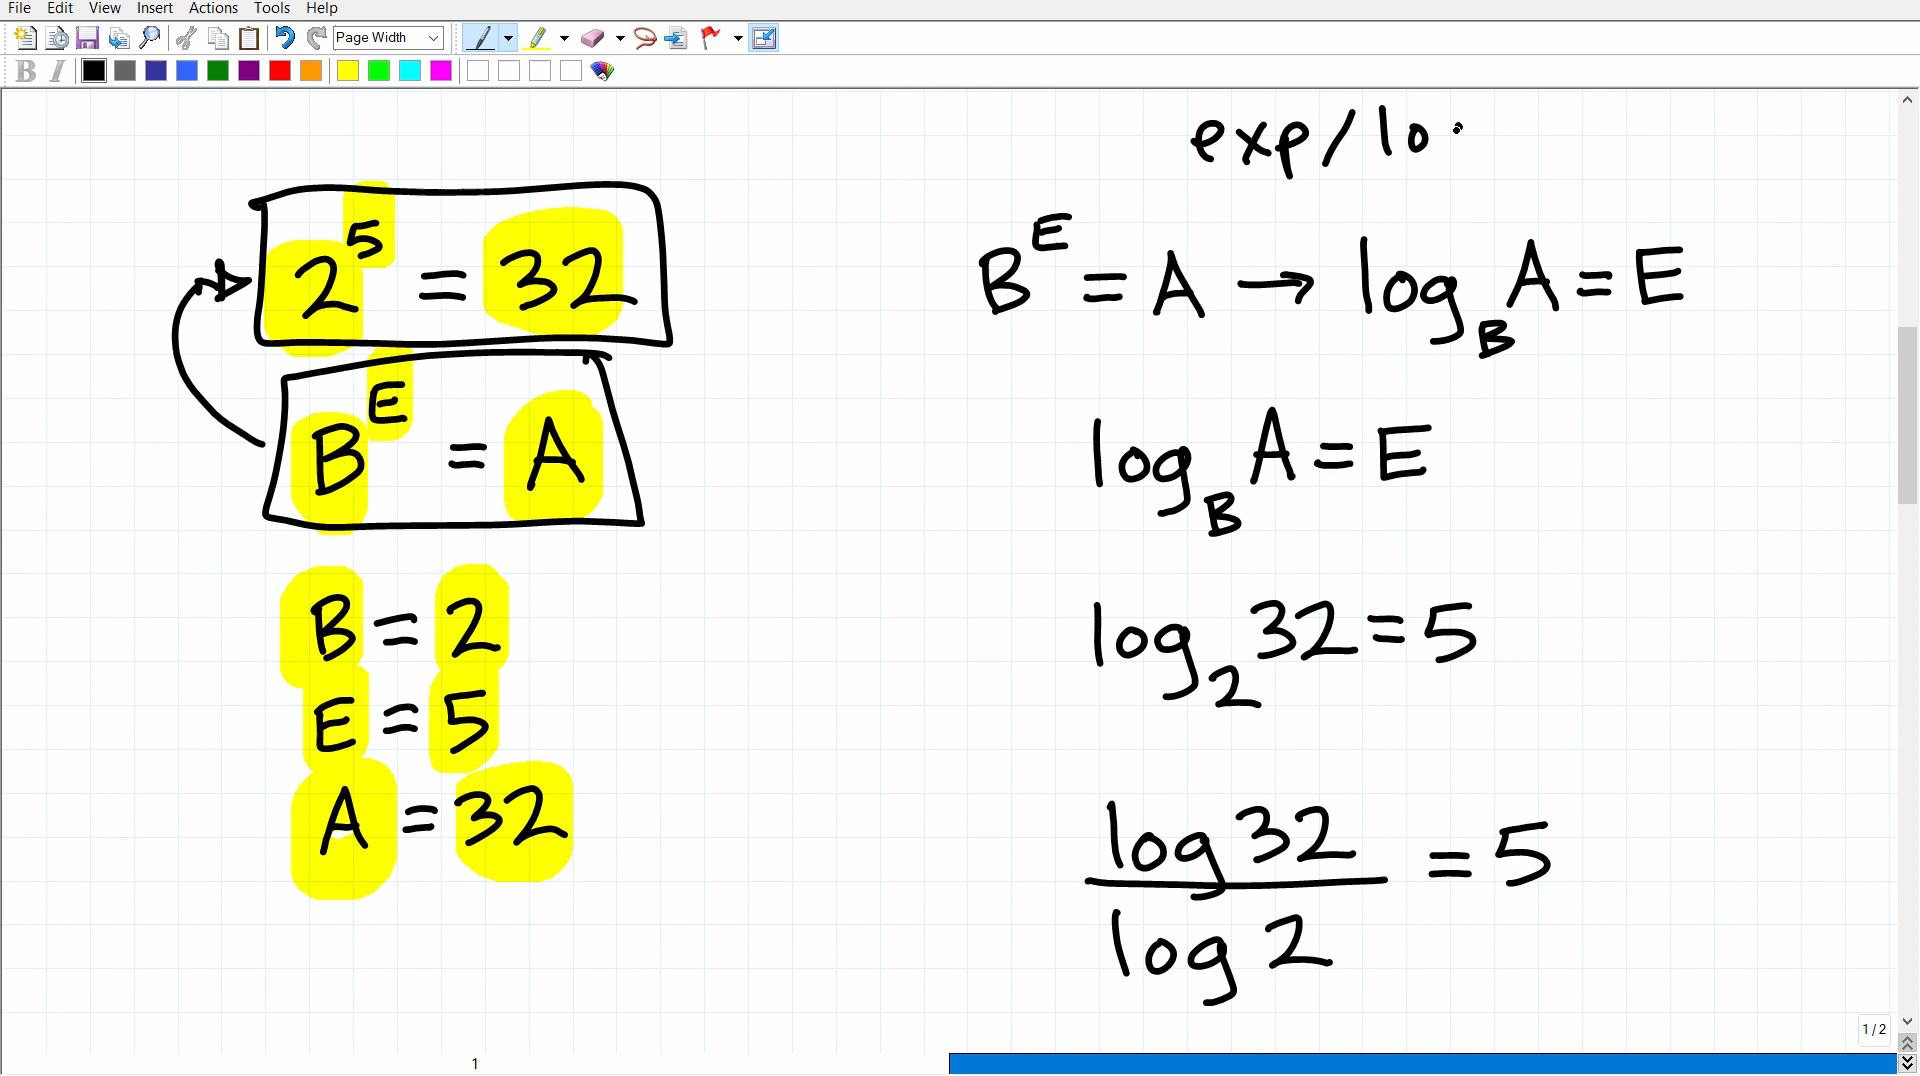 File Edit View Insert Actions Tools Help
Page Width
B I
exp/lo
2^5 = 32
B^E = A → log_B A = E
B^E = A
log_B A = E
B = 2
log_2 32 = 5
E = 5
A = 32
log 32 / log 2 = 5
1 / 2
1